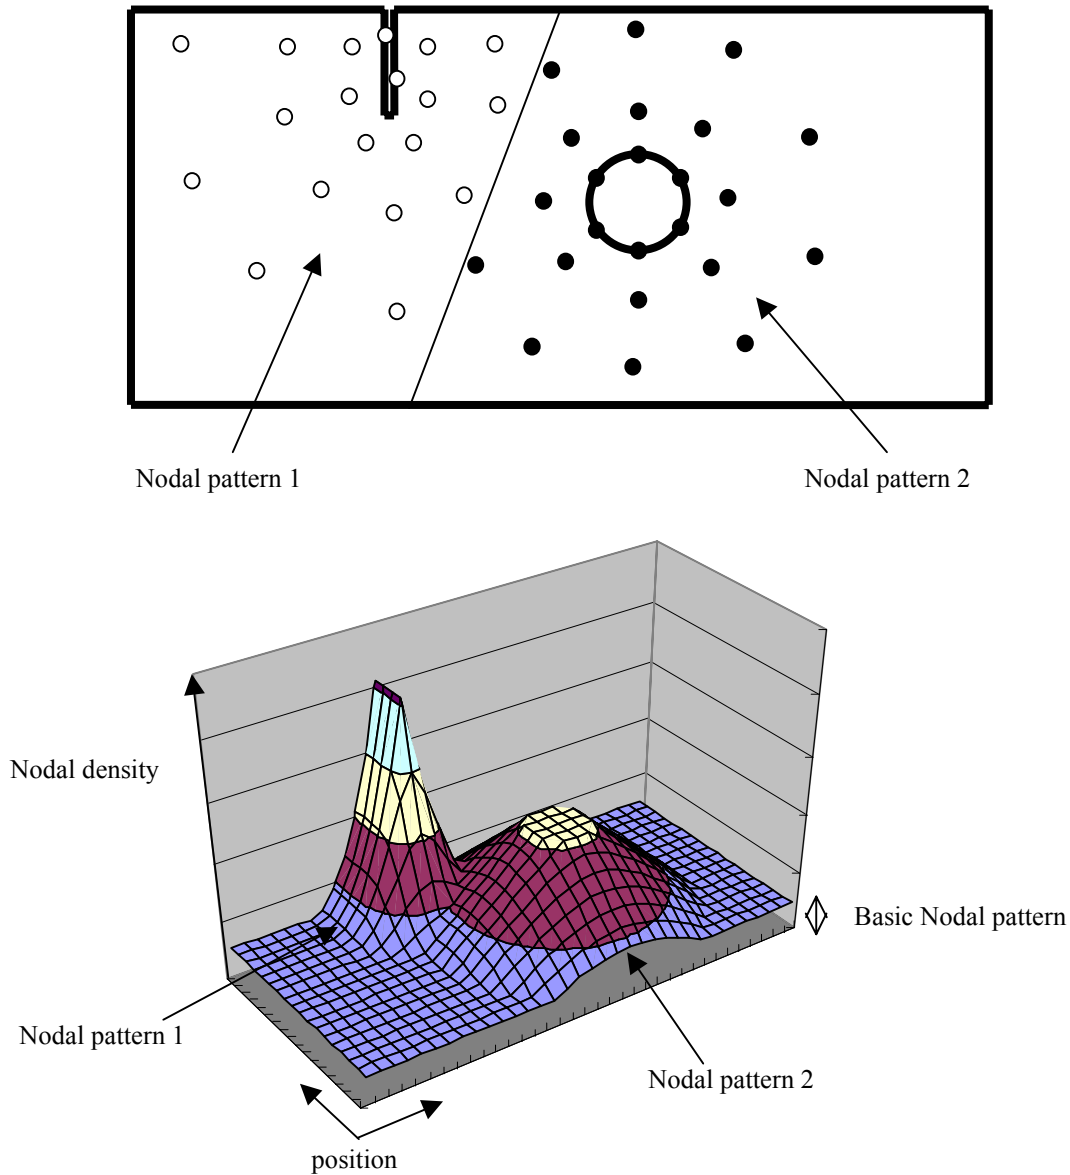 Nodal pattern 1
Nodal pattern 2
Nodal density
Basic Nodal pattern
Nodal pattern 1
Nodal pattern 2
position